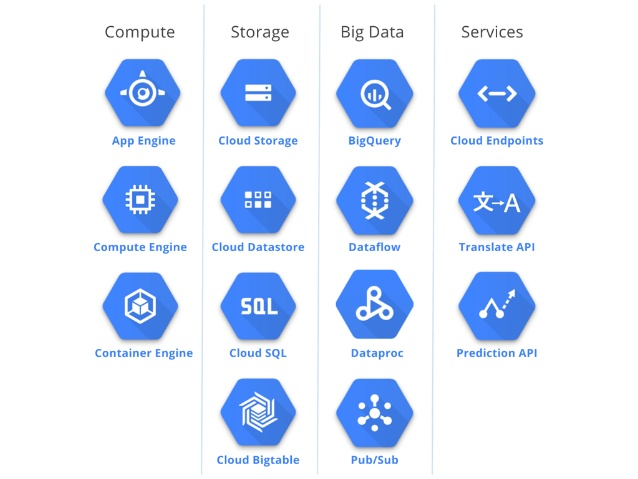 Compute
Storage
Big Data
Services
App Engine
Cloud Storage
BigQuery
Cloud Endpoints
文→A
Compute Engine
Cloud Datastore
Dataflow
Translate API
SQL
Container Engine
Cloud SQL
Dataproc
Prediction API
Cloud Bigtable
Pub/Sub